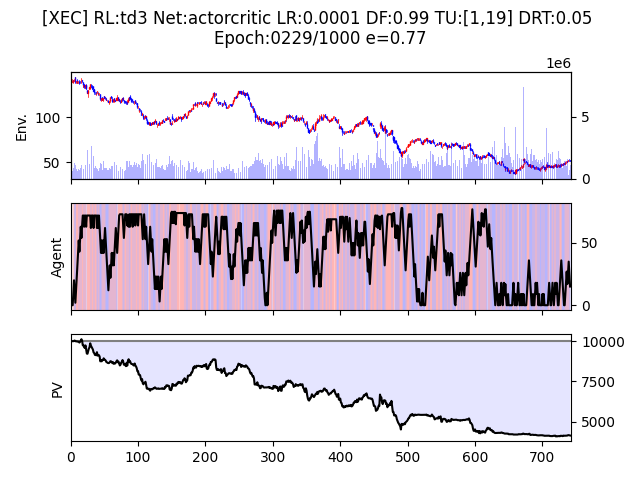 [XEC] RL:td3 Net:actorcritic LR:0.0001 DF:0.99 TU:[1,19] DRT:0.05
Epoch:0229/1000 e=0.77
1e6
Env.
100
50
5
0
Agent
50
0
PV
10000
7500
5000
0 100 200 300 400 500 600 700